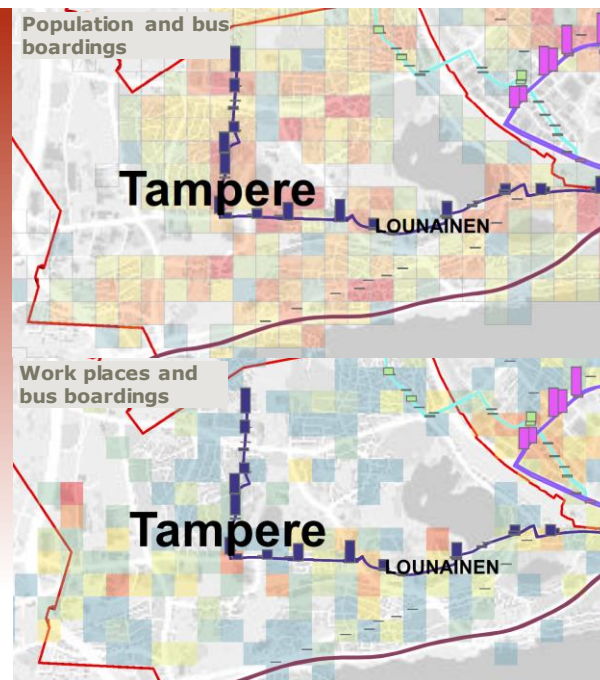 Population and bus
boardings
Tampere
LOUNAINEN
Work places and
bus boardings
Tampere
LOUNAINEN